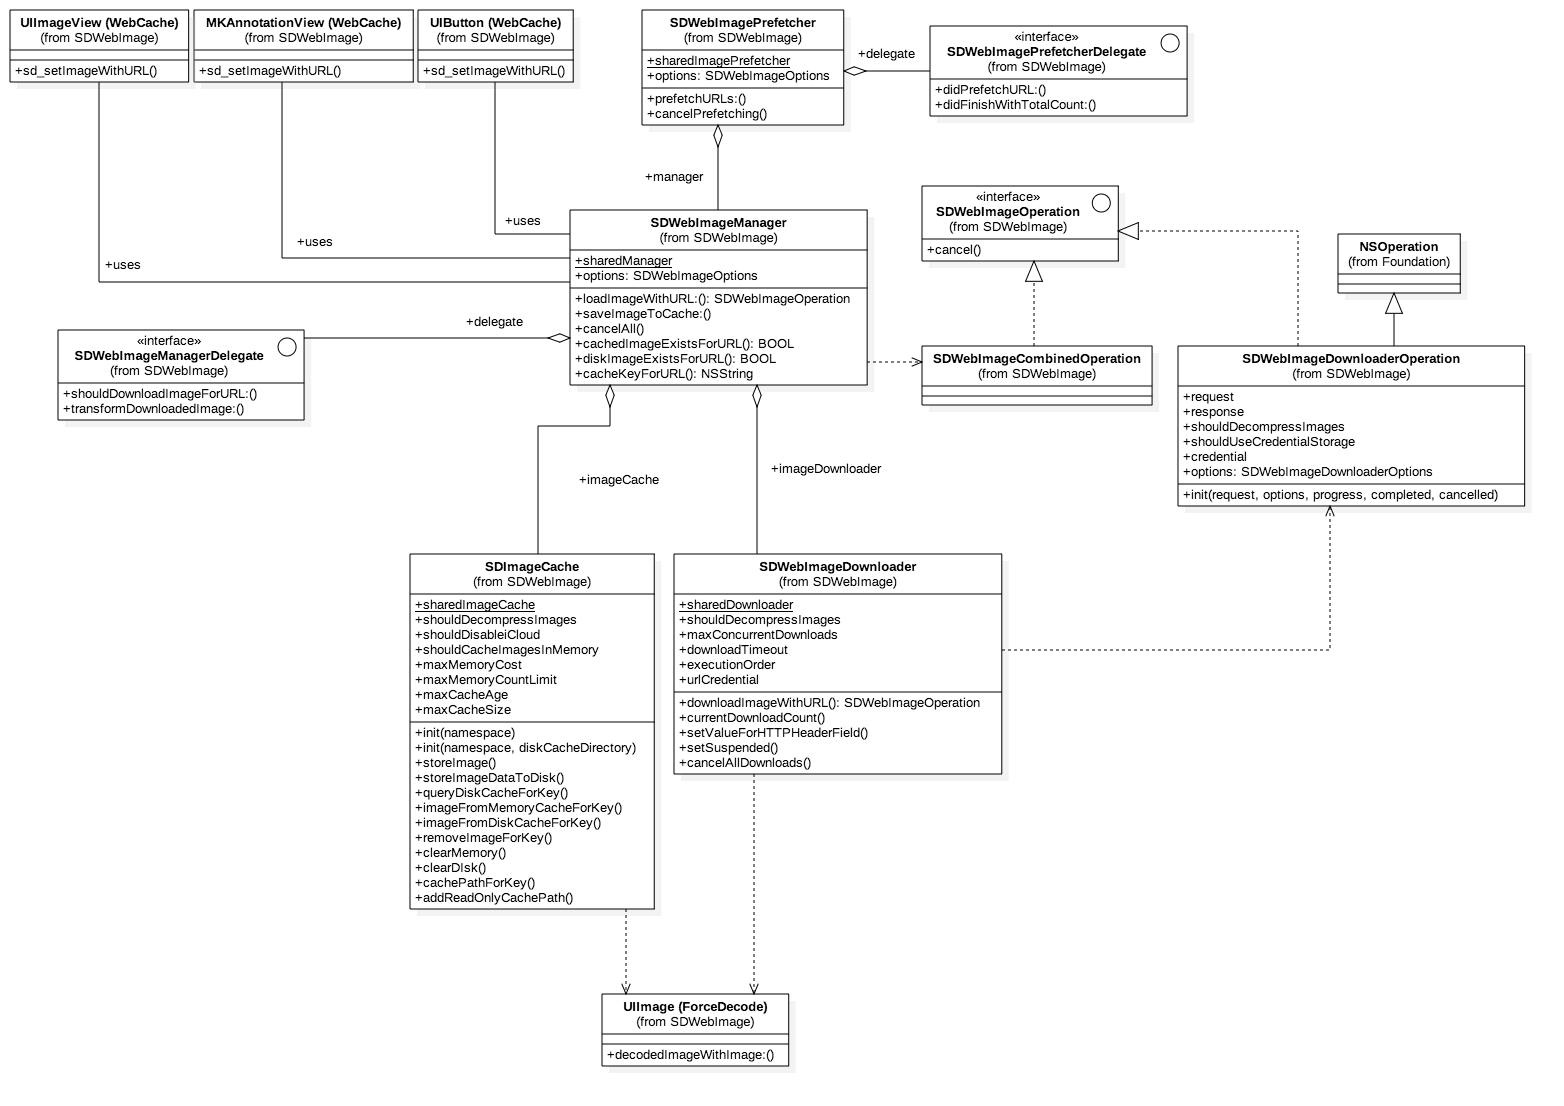 UIImageView (WebCache)
(from SDWebImage)
+sd_setImageWithURL()
MKAnnotationView (WebCache)
(from SDWebImage)
+sd_setImageWithURL()
UIButton (WebCache)
(from SDWebImage)
+sd_setImageWithURL()
SDWebImagePrefetcher
(from SDWebImage)
+sharedImagePrefetcher
+options: SDWebImageOptions
+prefetchURLs:()
+cancelPrefetching()
+delegate
«interface»
SDWebImagePrefetcherDelegate
(from SDWebImage)
+didPrefetchURL:()
+didFinishWithTotalCount:()
+manager
+uses
+uses
+uses
SDWebImageManager
(from SDWebImage)
+sharedManager
+options: SDWebImageOptions
+loadImageWithURL:(): SDWebImageOperation
+saveImageToCache:()
+cancelAll()
+cachedImageExistsForURL(): BOOL
+diskImageExistsForURL(): BOOL
+cacheKeyForURL(): NSString
«interface»
SDWebImageOperation
(from SDWebImage)
+cancel()
NSOperation
(from Foundation)
+delegate
«interface»
SDWebImageManagerDelegate
(from SDWebImage)
+shouldDownloadImageForURL:()
+transformDownloadedImage:()
SDWebImageCombinedOperation
(from SDWebImage)
SDWebImageDownloaderOperation
(from SDWebImage)
+request
+response
+shouldDecompressImages
+shouldUseCredentialStorage
+credential
+options: SDWebImageDownloaderOptions
+init(request, options, progress, completed, cancelled)
+imageCache
+imageDownloader
SDImageCache
(from SDWebImage)
+sharedImageCache
+shouldDecompressImages
+shouldDisableiCloud
+shouldCacheImagesInMemory
+maxMemoryCost
+maxMemoryCountLimit
+maxCacheAge
+maxCacheSize
+init(namespace)
+init(namespace, diskCacheDirectory)
+storeImage()
+storeImageDataToDisk()
+queryDiskCacheForKey()
+imageFromMemoryCacheForKey()
+imageFromDiskCacheForKey()
+removeImageForKey()
+clearMemory()
+clearDIsk()
+cachePathForKey()
+addReadOnlyCachePath()
SDWebImageDownloader
(from SDWebImage)
+sharedDownloader
+shouldDecompressImages
+maxConcurrentDownloads
+downloadTimeout
+executionOrder
+urlCredential
+downloadImageWithURL(): SDWebImageOperation
+currentDownloadCount()
+setValueForHTTPHeaderField()
+setSuspended()
+cancelAllDownloads()
UIImage (ForceDecode)
(from SDWebImage)
+decodedImageWithImage:()